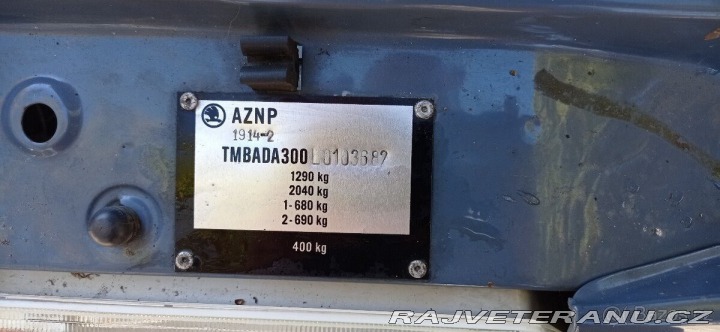 AZNP
1914-2
TMBADA300L0103682
1290 kg
2040 kg
1-680 kg
2-690 kg
400 kg
RAJVETERANU.CZ